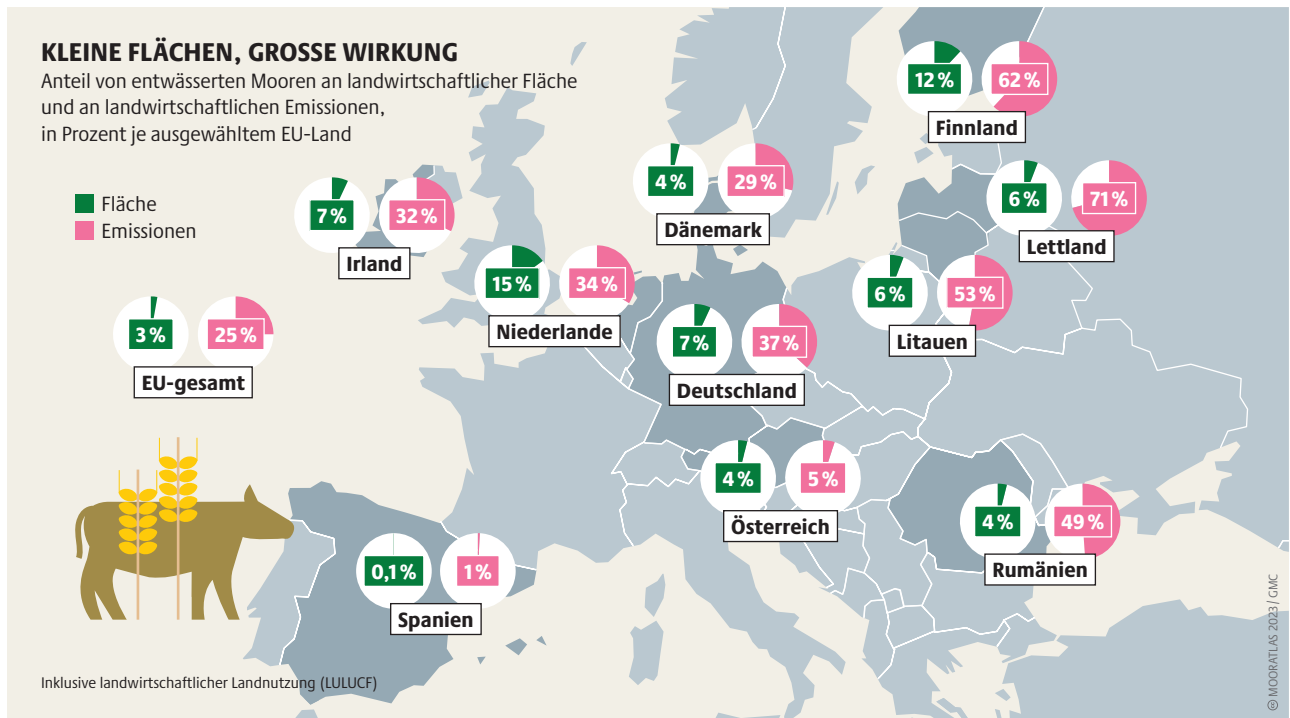 KLEINE FLÄCHEN, GROSSE WIRKUNG
Anteil von entwässerten Mooren an landwirtschaftlicher Fläche
und an landwirtschaftlichen Emissionen,
in Prozent je ausgewähltem EU-Land
Fläche
Emissionen
12 %
62 %
Finnland
4 %
29 %
Dänemark
6 %
71 %
Lettland
7 %
32 %
Irland
15 %
34 %
Niederlande
6 %
53 %
Litauen
3 %
25 %
EU-gesamt
7 %
37 %
Deutschland
4 %
5 %
Österreich
4 %
49 %
Rumänien
0,1 %
1 %
Spanien
Inklusive landwirtschaftlicher Landnutzung (LULUCF)
cc MOORATLAS 2023 / GMC